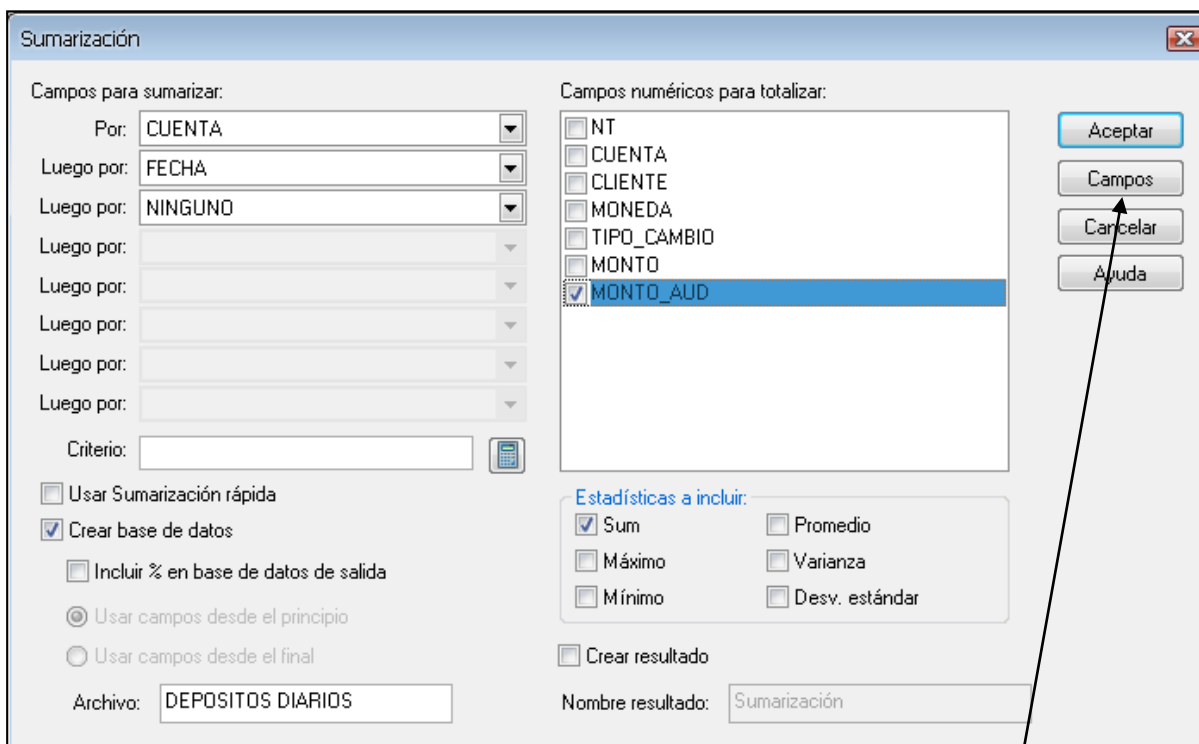 Sumarización
Campos para sumarizar:
Por: CUENTA
Luego por: FECHA
Luego por: NINGUNO
Luego por:
Luego por:
Luego por:
Luego por:
Luego por:
Criterio:
Usar Sumarización rápida
Crear base de datos
Incluir % en base de datos de salida
Usar campos desde el principio
Usar campos desde el final
Archivo: DEPOSITOS DIARIOS
Campos numéricos para totalizar:
NT
CUENTA
CLIENTE
MONEDA
TIPO_CAMBIO
MONTO
MONTO_AUD
Estadísticas a incluir:
Sum Promedio
Máximo Varianza
Mínimo Desv. estándar
Crear resultado
Nombre resultado: Sumarización
Aceptar
Campos
Cancelar
Ayuda